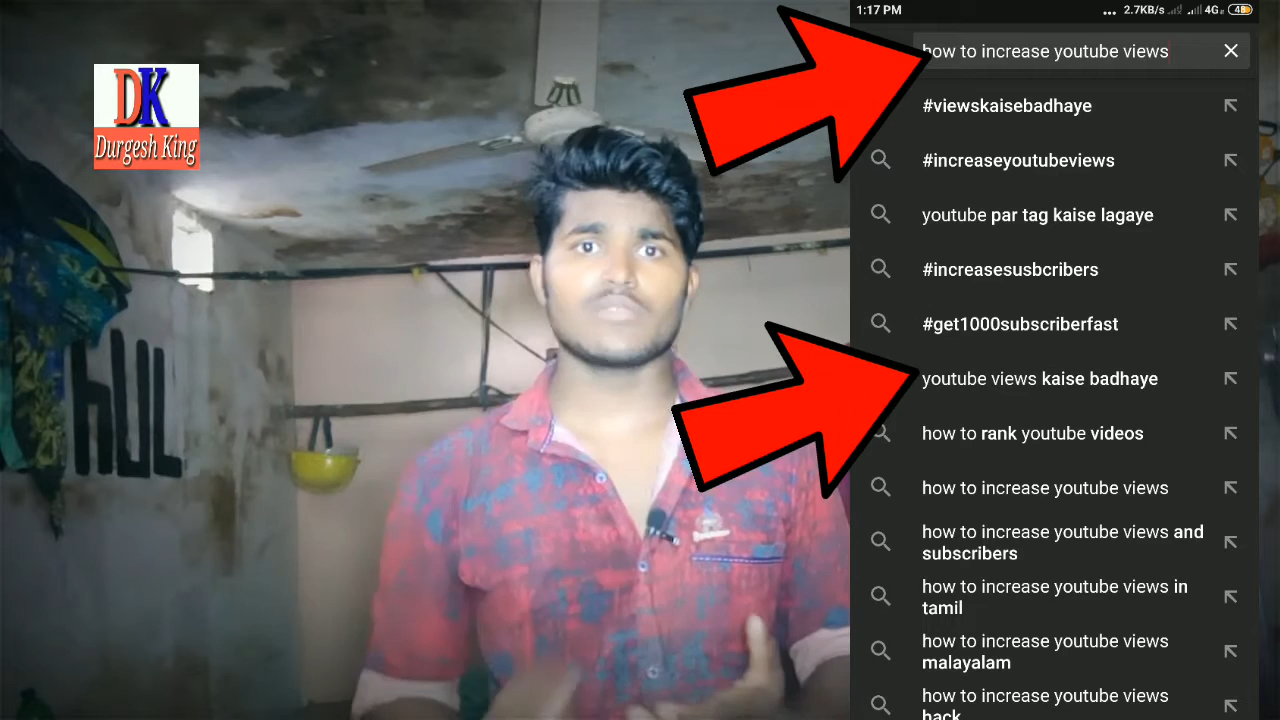 DK
Durgesh King
hUL
1:17 PM
2.7KB/s
4G
48
how to increase youtube views
#viewskaisebadhaye
#increaseyoutubeviews
youtube par tag kaise lagaye
#increasesusbcribers
#get1000subscriberfast
youtube views kaise badhaye
how to rank youtube videos
how to increase youtube views
how to increase youtube views and
subscribers
how to increase youtube views in
tamil
how to increase youtube views
malayalam
how to increase youtube views
hack